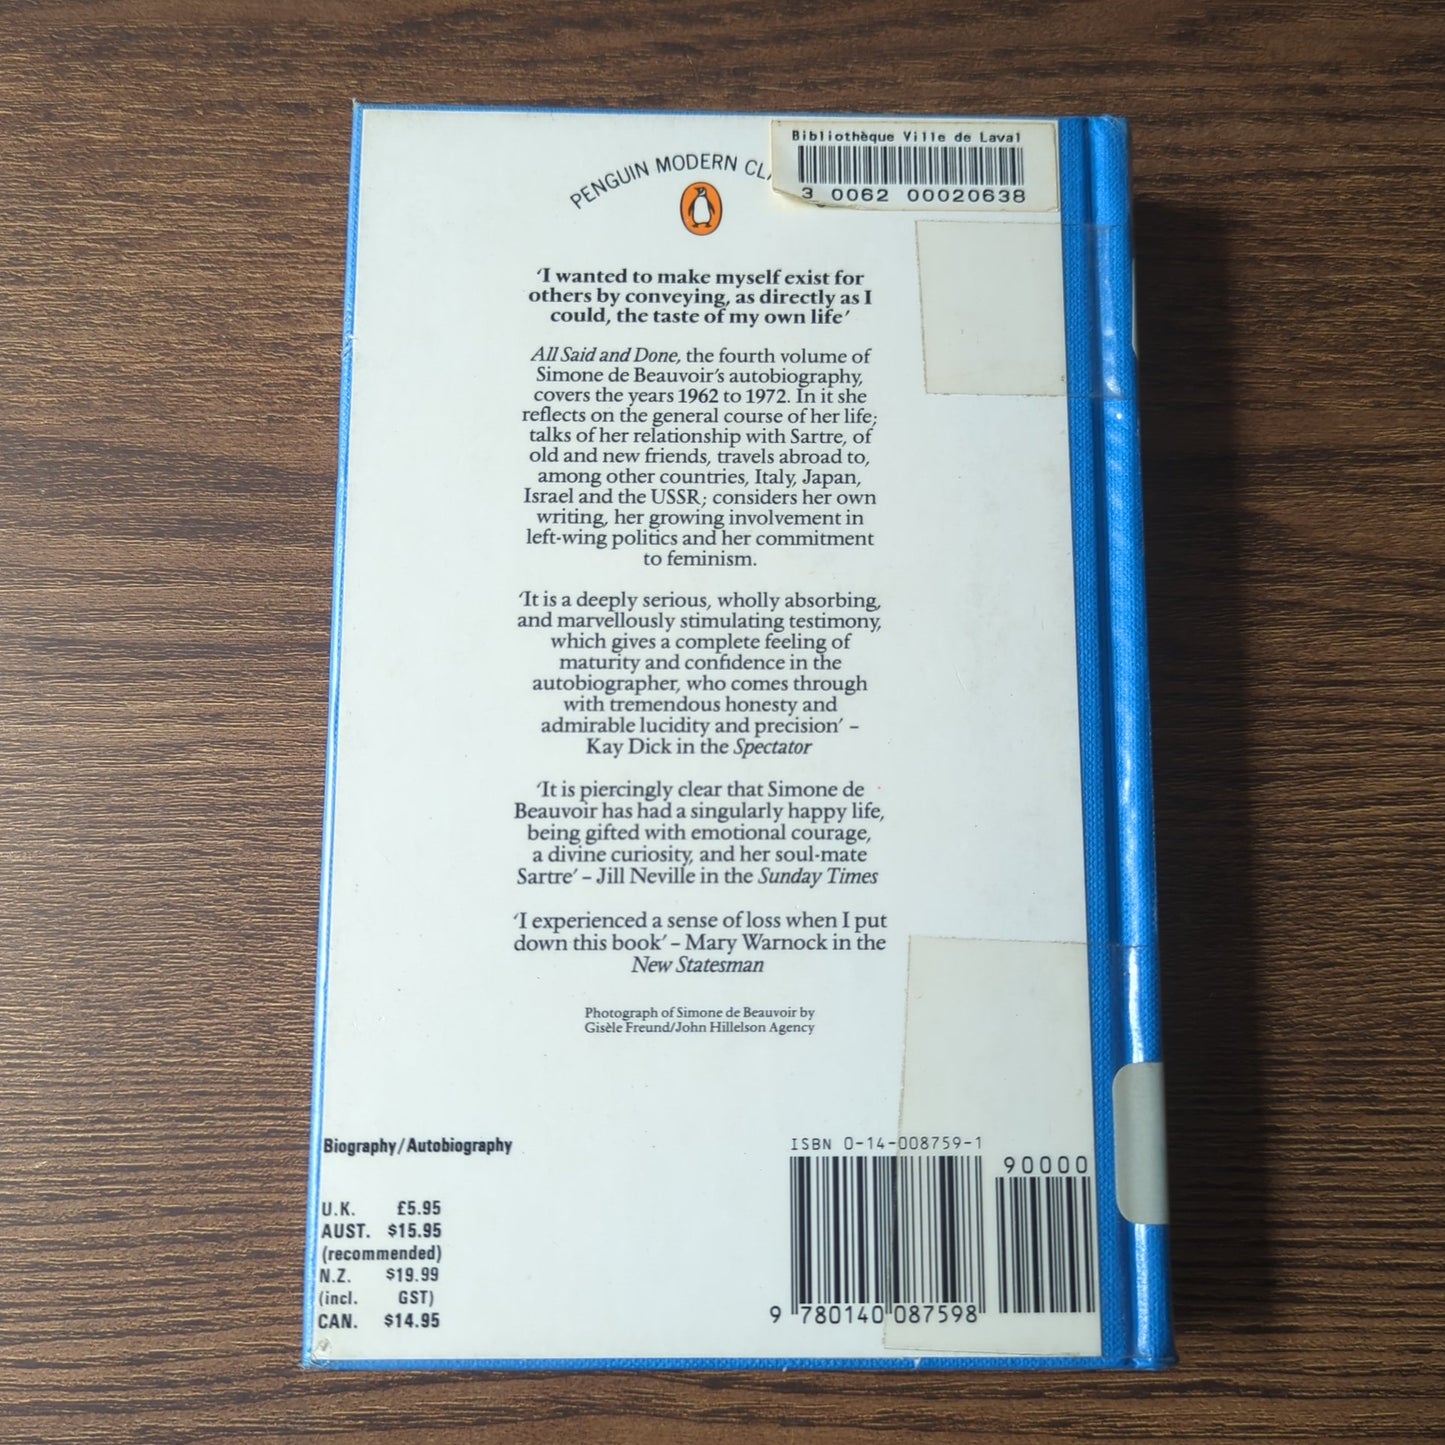 Bibliothèque Ville de Laval
3 0062 00020638
PENGUIN MODERN
'I wanted to make myself exist for
others by conveying, as directly as I
could, the taste of my own life'
All Said and Done, the fourth volume of
Simone de Beauvoir's autobiography,
covers the years 1962 to 1972. In it she
reflects on the general course of her life;
talks of her relationship with Sartre, of
old and new friends, travels abroad to,
among other countries, Italy, Japan,
Israel and the USSR; considers her own
writing, her growing involvement in
left-wing politics and her commitment
to feminism.
'It is a deeply serious, wholly absorbing,
and marvellously stimulating testimony,
which gives a complete feeling of
maturity and confidence in the
autobiographer, who comes through
with tremendous honesty and
admirable lucidity and precision' –
Kay Dick in the Spectator
'It is piercingly clear that Simone de
Beauvoir has had a singularly happy life,
being gifted with emotional courage,
a divine curiosity, and her soul-mate
Sartre' – Jill Neville in the Sunday Times
'I experienced a sense of loss when I put
down this book' – Mary Warnock in the
New Statesman
Photograph of Simone de Beauvoir by
Gisèle Freund/John Hillelson Agency
Biography/Autobiography
U.K. £5.95
AUST. $15.95
(recommended)
N.Z. $19.99
(incl. GST)
CAN. $14.95
ISBN 0-14-008759-1
90000
9 780140 087598